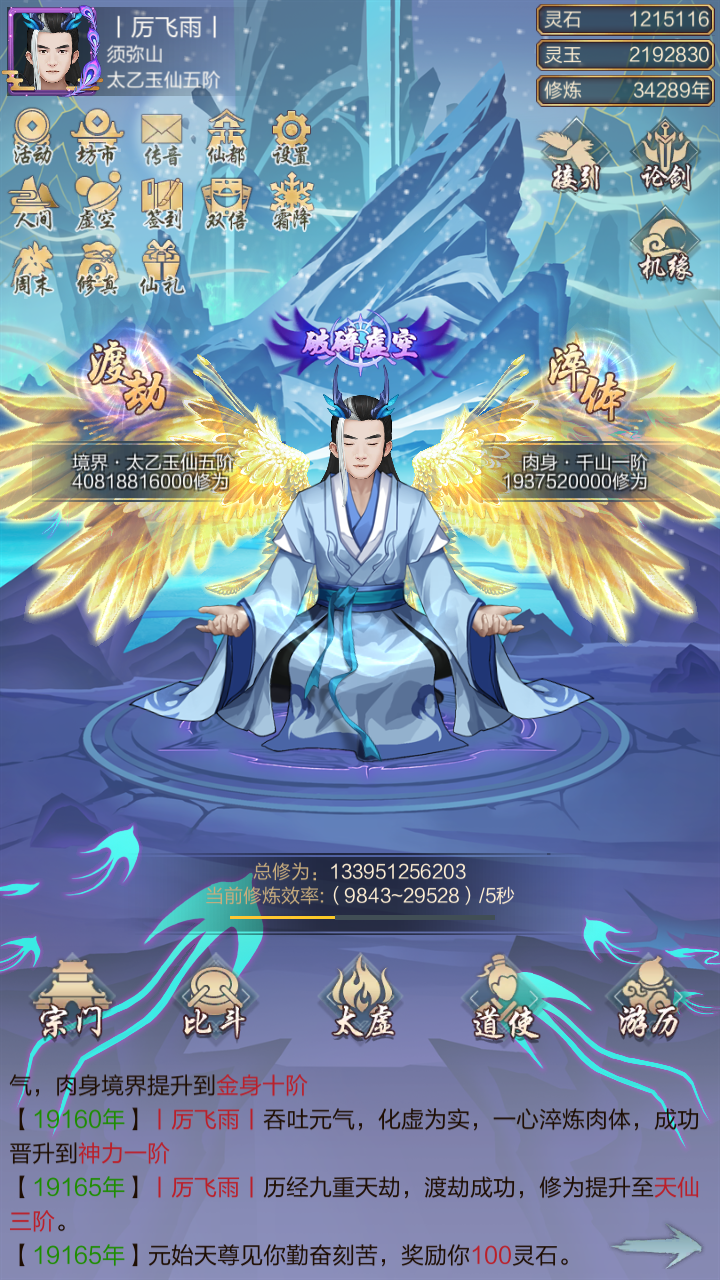 丨厉飞雨丨
须弥山
太乙玉仙五阶
灵石 1215116
灵玉 2192830
修炼 34289年
活动 坊市 传音 仙都 设置
人间 虚空 签到 双倍 霜降
周末 修真 仙礼
接引 论剑
机缘
破碎虚空
渡劫
淬体
境界·太乙玉仙五阶
40818816000修为
肉身·千山一阶
1937520000修为
总修为：133951256203
当前修炼效率:（9843~29528）/5秒
宗门 比斗 太虚 道使 游历
气，肉身境界提升到金身十阶
【19160年】丨厉飞雨丨吞吐元气，化虚为实，一心淬炼肉体，成功
晋升到神力一阶
【19165年】丨厉飞雨丨历经九重天劫，渡劫成功，修为提升至天仙
三阶。
【19165年】元始天尊见你勤奋刻苦，奖励你100灵石。